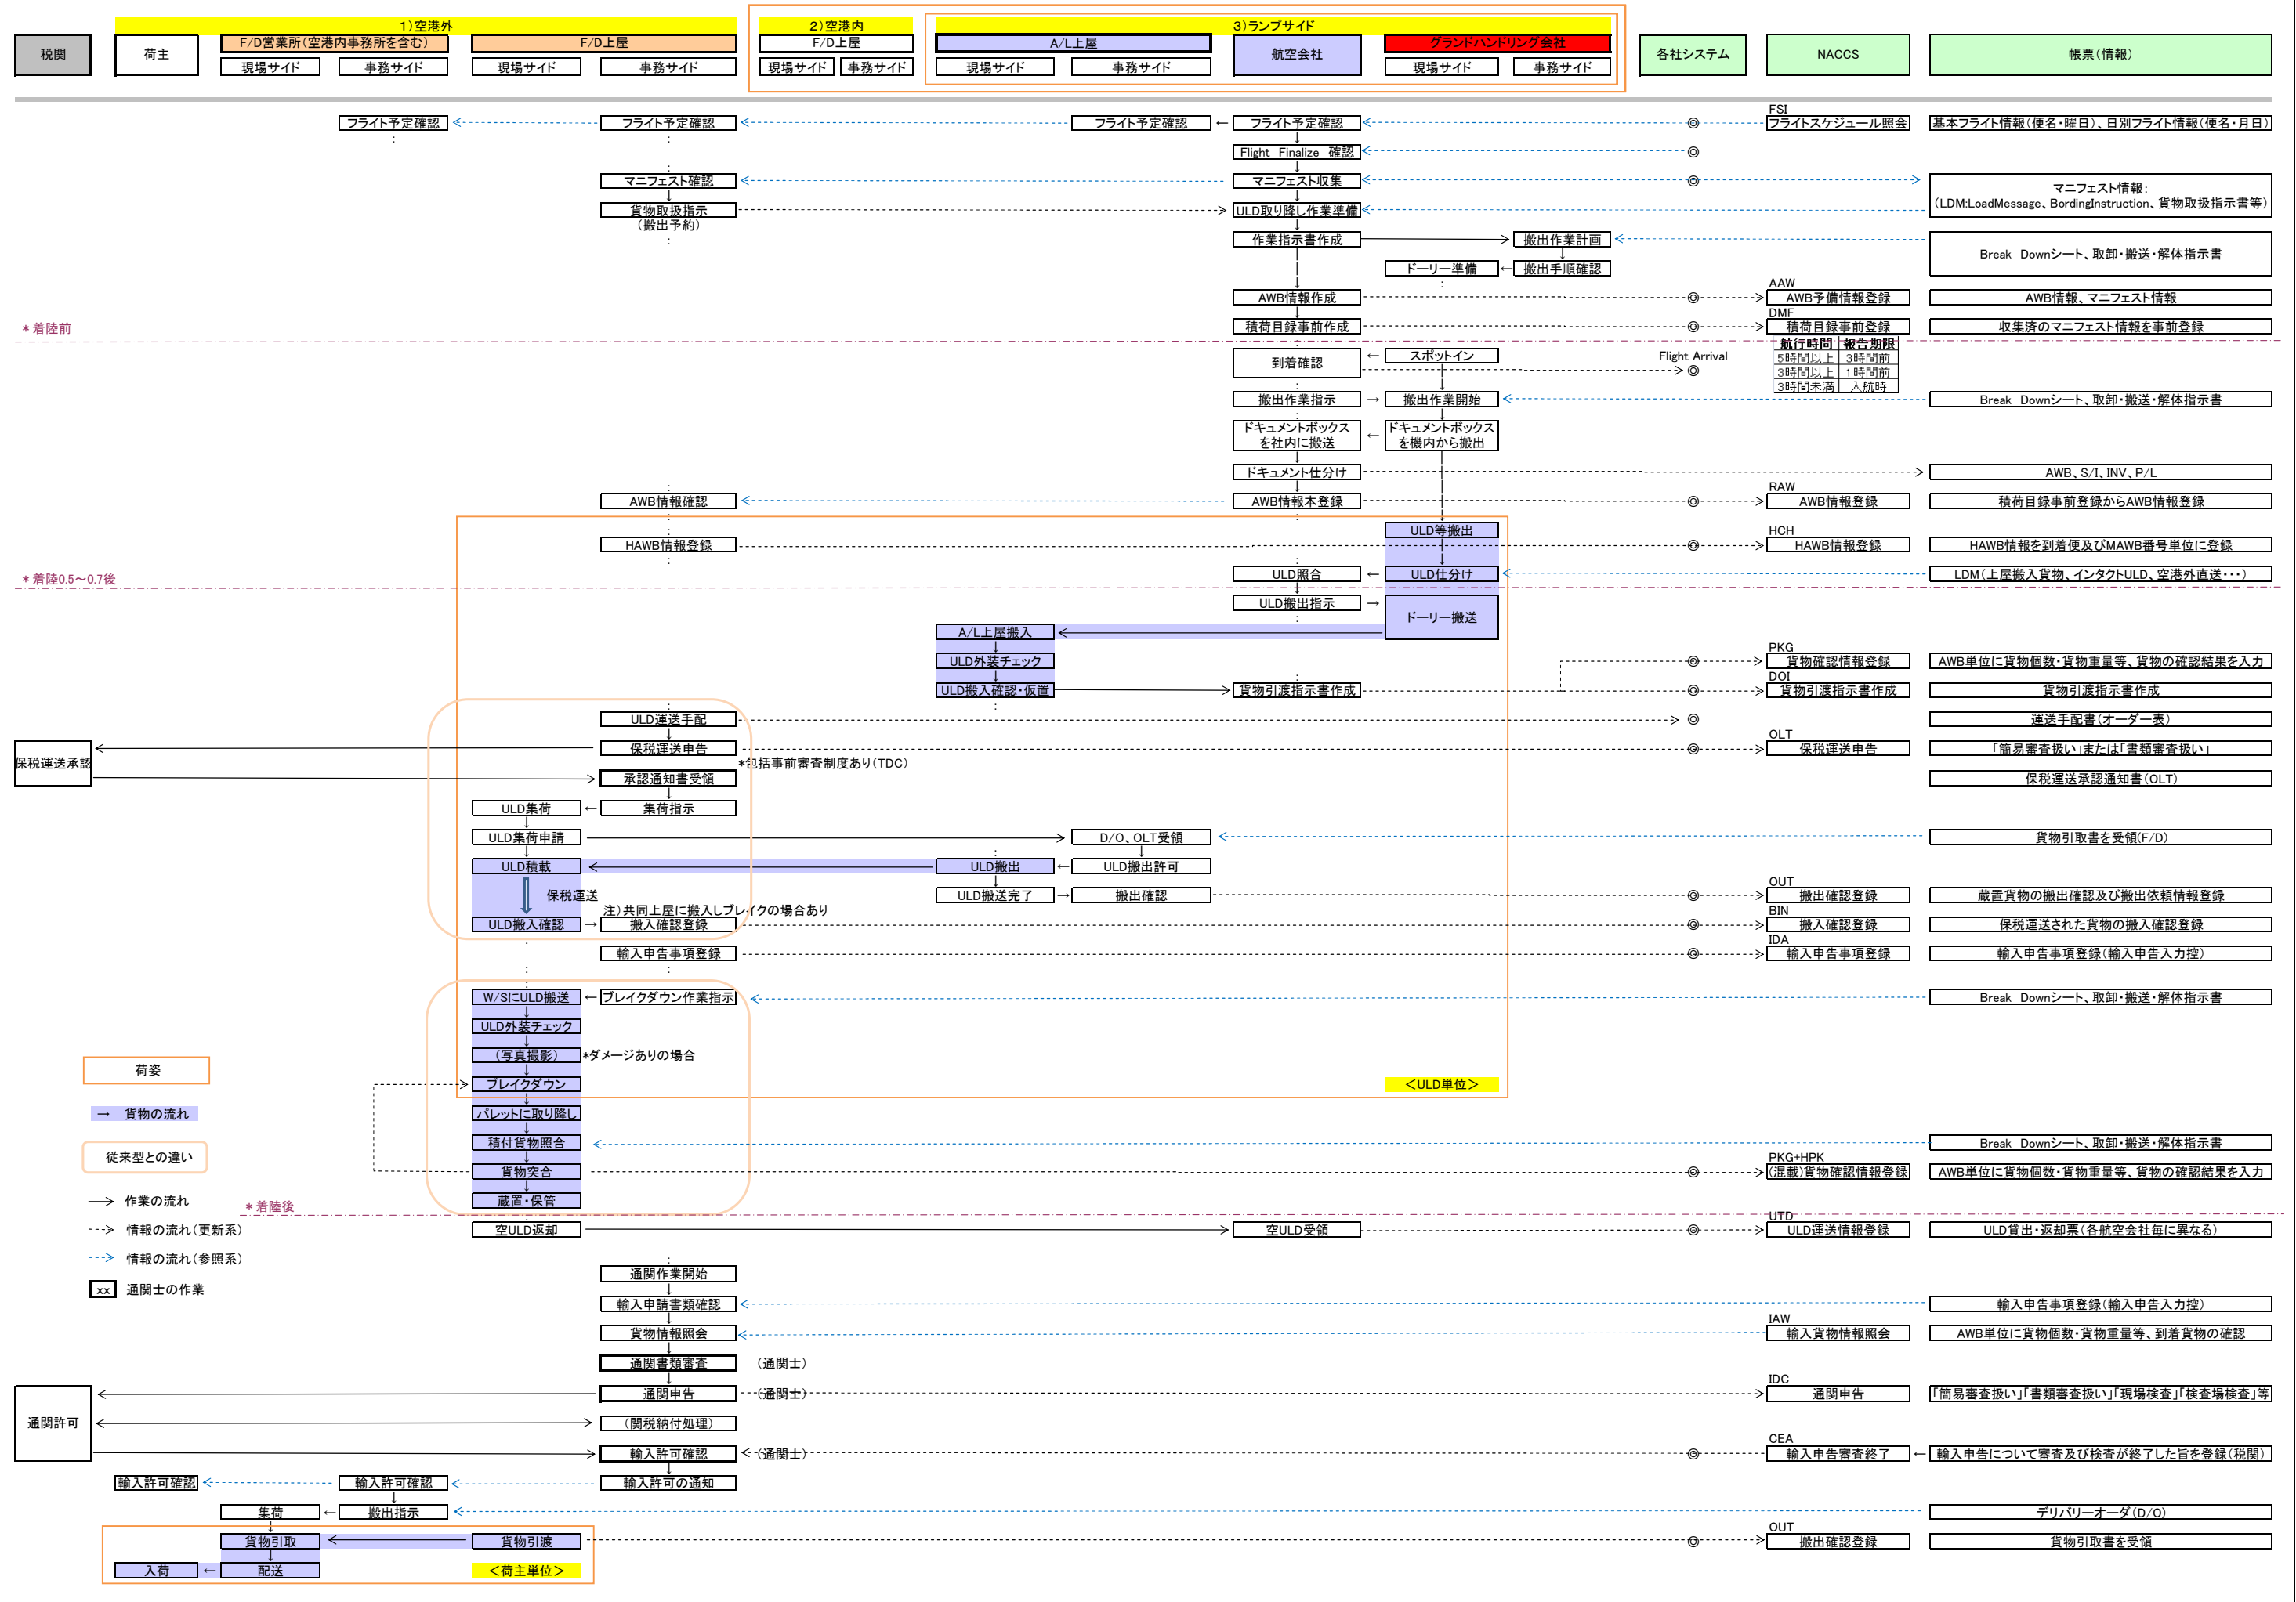 1)空港外
2)空港内
3)ランプサイド
税関
荷主
F/D営業所(空港内事務所を含む)
F/D上屋
F/D上屋
A/L上屋
航空会社
グランドハンドリング会社
各社システム
NACCS
帳票(情報)
現場サイド
事務サイド
現場サイド
事務サイド
現場サイド
事務サイド
現場サイド
事務サイド
現場サイド
事務サイド
FSI
フライト予定確認
フライト予定確認
フライト予定確認
←
フライト予定確認
◎
フライトスケジュール照会
基本フライト情報(便名・曜日)、日別フライト情報(便名・月日)
Flight Finalize 確認
◎
マニフェスト確認
マニフェスト収集
◎
マニフェスト情報:
(LDM:LoadMessage、BordingInstruction、貨物取扱指示書等)
貨物取扱指示
(搬出予約)
ULD取り降し作業準備
作業指示書作成
搬出作業計画
Break Downシート、取卸・搬送・解体指示書
ドーリー準備
←
搬出手順確認
AAW
AWB情報作成
◎
AWB予備情報登録
AWB情報、マニフェスト情報
DMF
積荷目録事前作成
◎
積荷目録事前登録
収集済のマニフェスト情報を事前登録
*着陸前
航行時間 報告期限
5時間以上 3時間前
3時間以上 1時間前
3時間未満 入航時
到着確認
←
スポットイン
Flight Arrival
◎
搬出作業指示
→
搬出作業開始
Break Downシート、取卸・搬送・解体指示書
ドキュメントボックス
を社内に搬送
←
ドキュメントボックス
を機内から搬出
ドキュメント仕分け
AWB、S/I、INV、P/L
RAW
AWB情報確認
AWB情報本登録
◎
AWB情報登録
積荷目録事前登録からAWB情報登録
ULD等搬出
HCH
HAWB情報登録
◎
HAWB情報登録
HAWB情報を到着便及びMAWB番号単位に登録
*着陸0.5~0.7後
ULD照合
←
ULD仕分け
LDM(上屋搬入貨物、インタクトULD、空港外直送・・・)
ULD搬出指示
→
ドーリー搬送
A/L上屋搬入
PKG
ULD外装チェック
◎
貨物確認情報登録
AWB単位に貨物個数・貨物重量等、貨物の確認結果を入力
DOI
ULD搬入確認・仮置
貨物引渡指示書作成
◎
貨物引渡指示書作成
貨物引渡指示書作成
ULD運送手配
◎
運送手配書(オーダー表)
OLT
保税運送承認
保税運送申告
◎
保税運送申告
「簡易審査扱い」または「書類審査扱い」
*包括事前審査制度あり(TDC)
承認通知書受領
保税運送承認通知書(OLT)
ULD集荷
←
集荷指示
ULD集荷申請
D/O、OLT受領
貨物引取書を受領(F/D)
ULD積載
ULD搬出
←
ULD搬出許可
保税運送
OUT
ULD搬送完了
→
搬出確認
◎
搬出確認登録
蔵置貨物の搬出確認及び搬出依頼情報登録
注)共同上屋に搬入しブレイクの場合あり
BIN
ULD搬入確認
→
搬入確認登録
◎
搬入確認登録
保税運送された貨物の搬入確認登録
IDA
輸入申告事項登録
◎
輸入申告事項登録
輸入申告事項登録(輸入申告入力控)
W/SにULD搬送
←
ブレイクダウン作業指示
Break Downシート、取卸・搬送・解体指示書
ULD外装チェック
(写真撮影)
*ダメージありの場合
荷姿
ブレイクダウン
<ULD単位>
→ 貨物の流れ
パレットに取り降し
積付貨物照合
Break Downシート、取卸・搬送・解体指示書
従来型との違い
PKG+HPK
貨物突合
◎
(混載)貨物確認情報登録
AWB単位に貨物個数・貨物重量等、貨物の確認結果を入力
作業の流れ
*着陸後
蔵置・保管
UTD
情報の流れ(更新系)
空ULD返却
空ULD受領
◎
ULD運送情報登録
ULD貸出・返却票(各航空会社毎に異なる)
情報の流れ(参照系)
通関作業開始
xx 通関士の作業
輸入申請書類確認
輸入申告事項登録(輸入申告入力控)
IAW
貨物情報照会
輸入貨物情報照会
AWB単位に貨物個数・貨物重量等、到着貨物の確認
通関書類審査
(通関士)
IDC
通関申告
(通関士)
通関申告
「簡易審査扱い」「書類審査扱い」「現場検査」「検査場検査」等
通関許可
(関税納付処理)
CEA
輸入許可確認
(通関士)
◎
輸入申告審査終了
←
輸入申告について審査及び検査が終了した旨を登録(税関)
輸入許可確認
輸入許可確認
輸入許可の通知
集荷
←
搬出指示
デリバリーオーダ(D/O)
OUT
貨物引取
貨物引渡
◎
搬出確認登録
貨物引取書を受領
入荷
←
配送
<荷主単位>